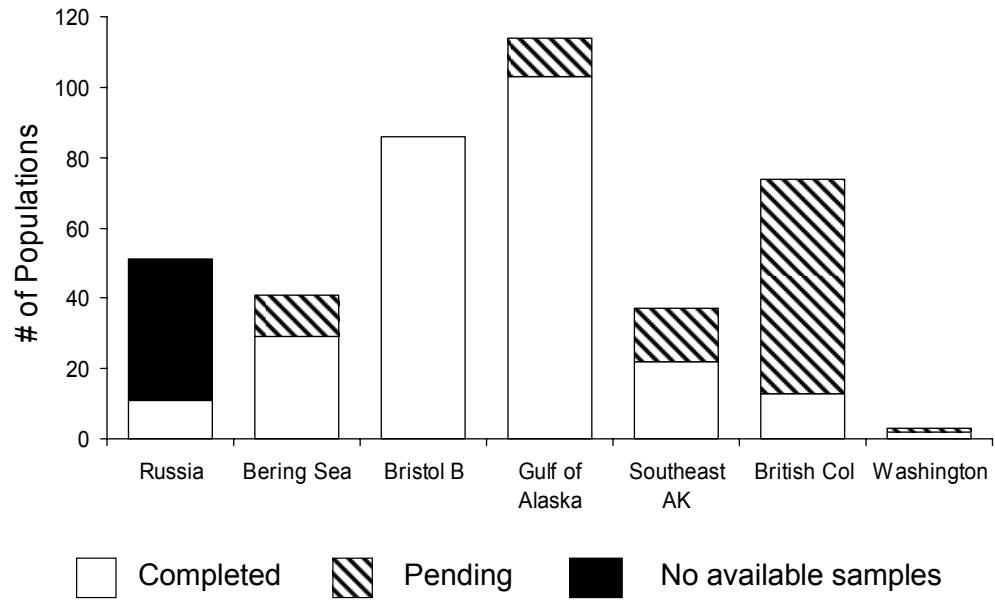 120
100
80
60
40
20
0
# of Populations
Russia
Bering Sea
Bristol B
Gulf of
Alaska
Southeast
AK
British Col
Washington
Completed
Pending
No available samples